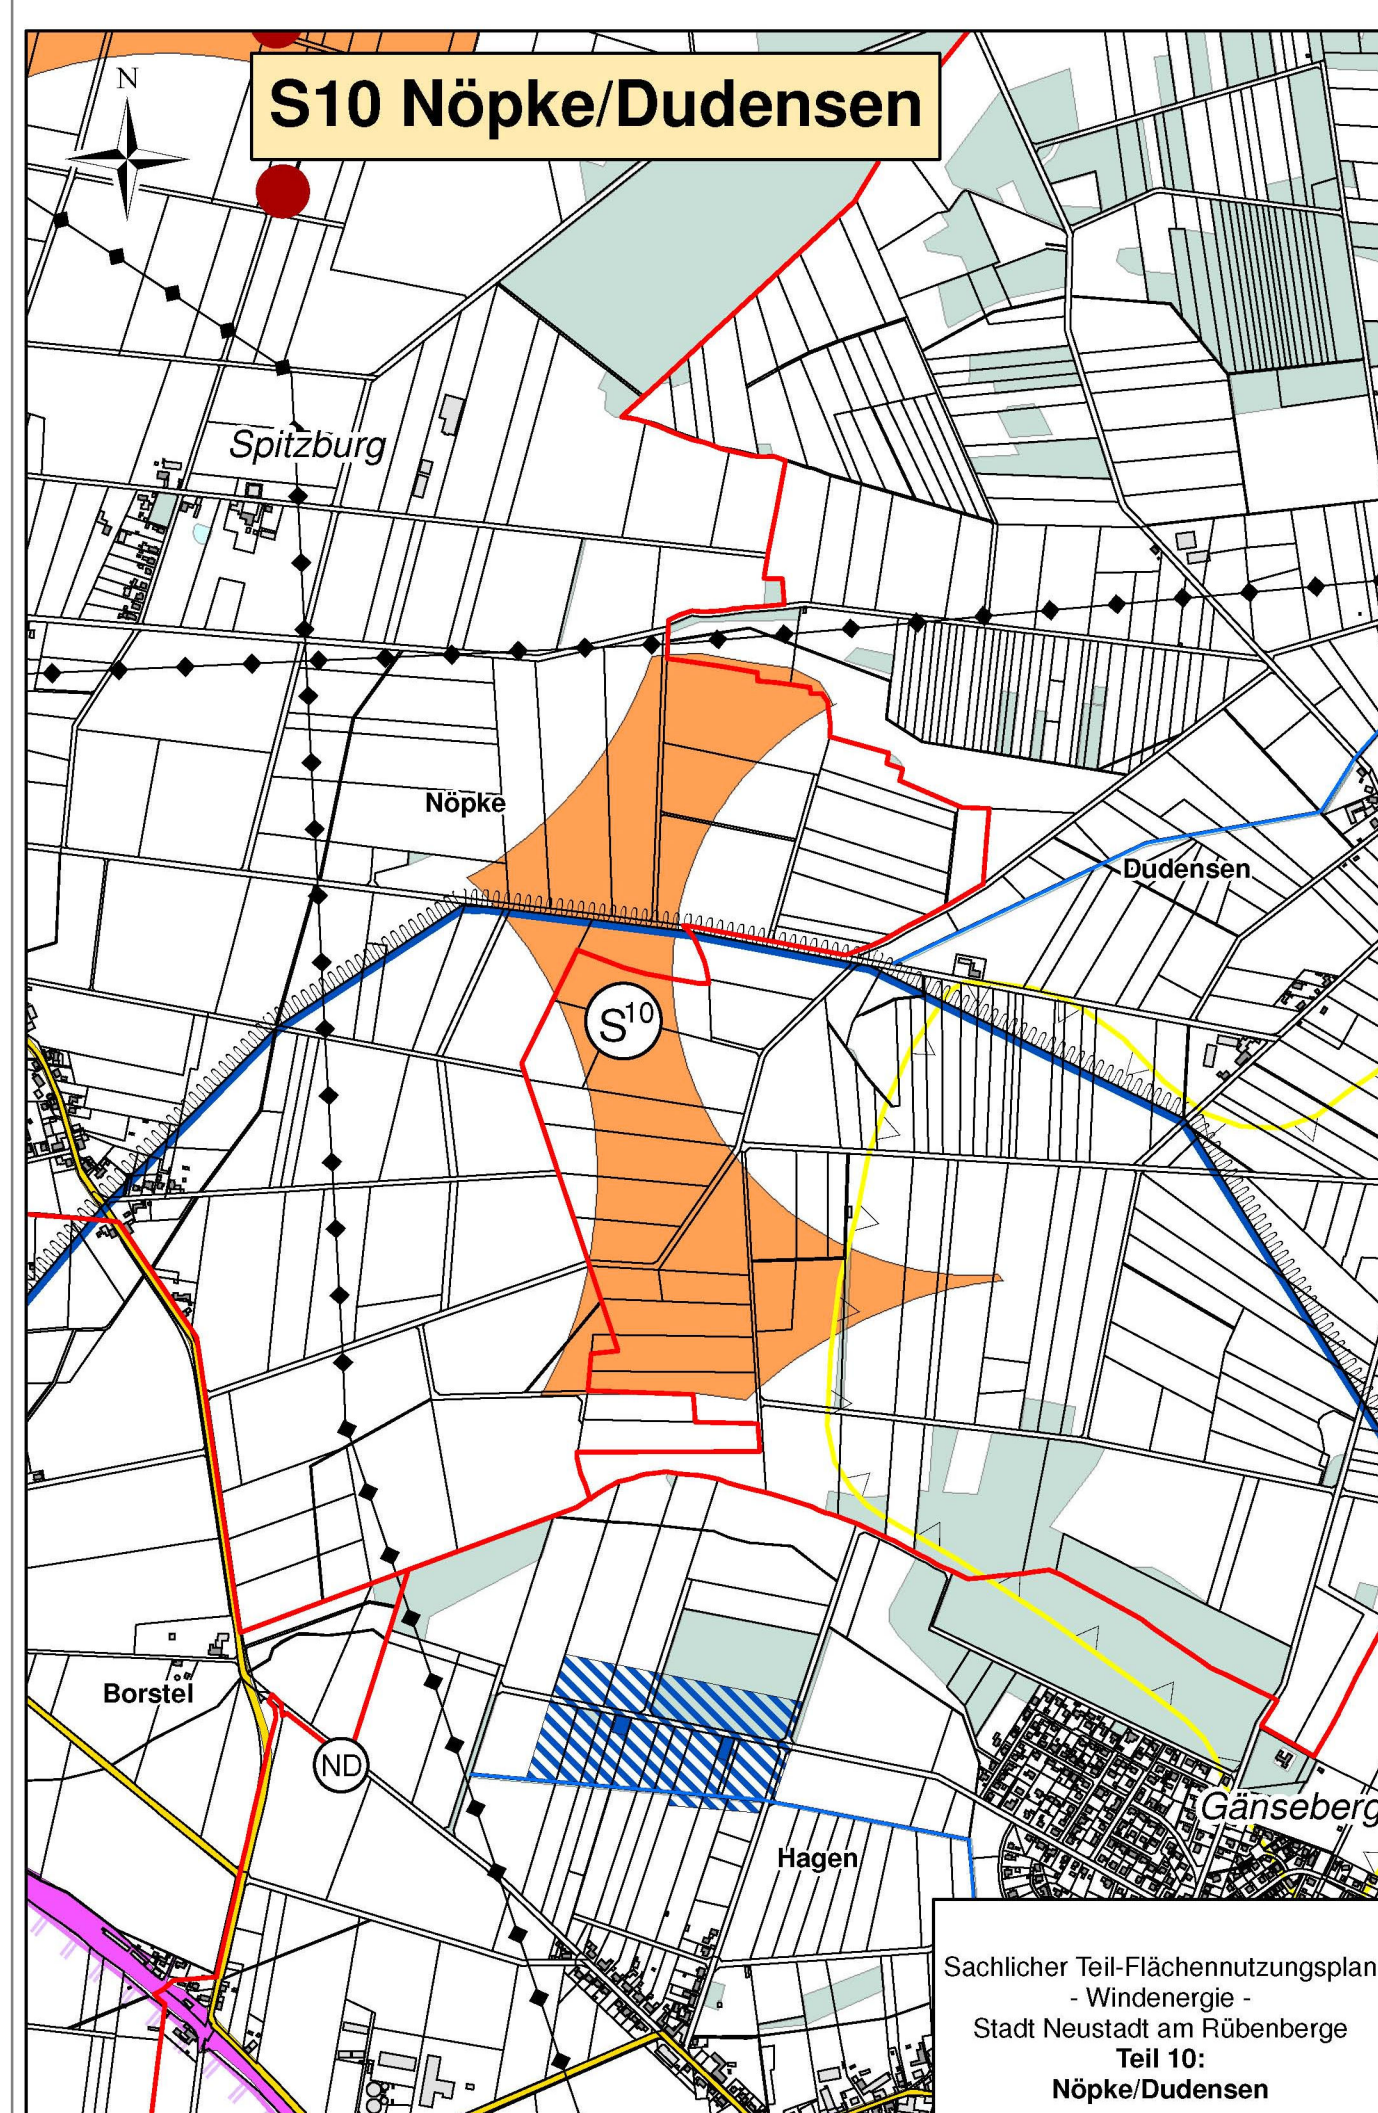 N
S10 Nöpke/Dudensen
Spitzburg
Nöpke
Dudensen
S10
Borstel
ND
Gänseberg
Hagen
Sachlicher Teil-Flächennutzungsplan
- Windenergie -
Stadt Neustadt am Rübenberge
Teil 10:
Nöpke/Dudensen